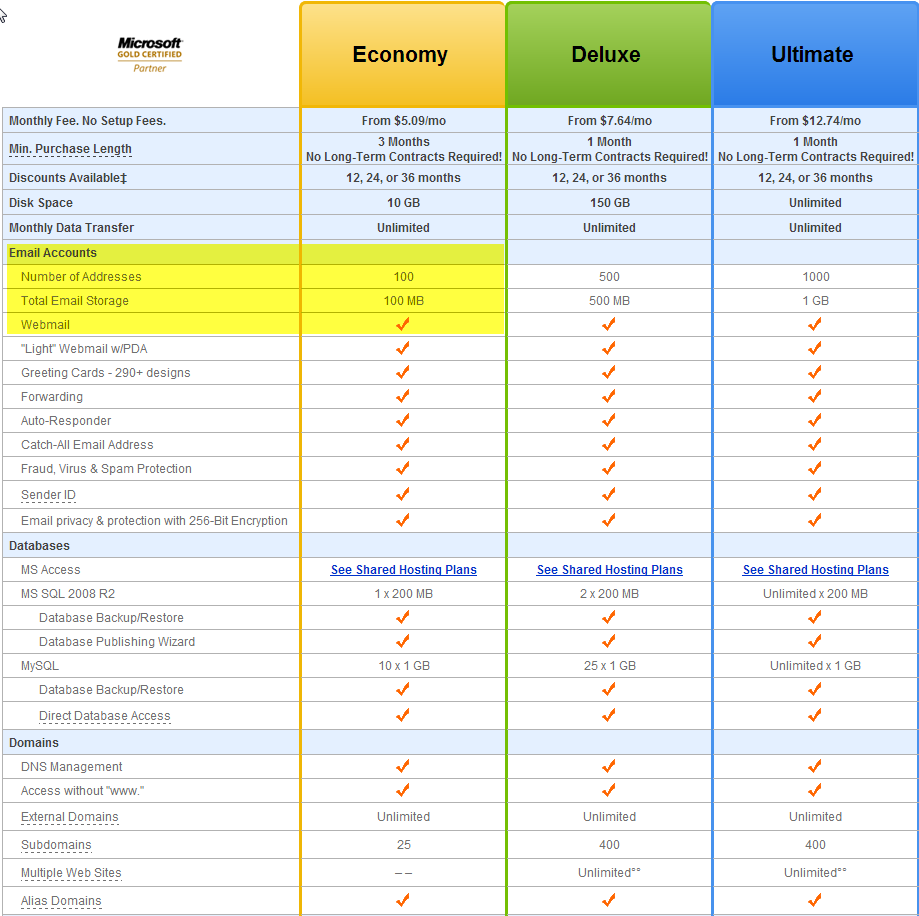 Microsoft
GOLD CERTIFIED
Partner
Economy Deluxe Ultimate
Monthly Fee. No Setup Fees. From $5.09/mo From $7.64/mo From $12.74/mo
Min. Purchase Length 3 Months 1 Month 1 Month
No Long-Term Contracts Required! No Long-Term Contracts Required! No Long-Term Contracts Required!
Discounts Available‡ 12, 24, or 36 months 12, 24, or 36 months 12, 24, or 36 months
Disk Space 10 GB 150 GB Unlimited
Monthly Data Transfer Unlimited Unlimited Unlimited
Email Accounts
Number of Addresses 100 500 1000
Total Email Storage 100 MB 500 MB 1 GB
Webmail
"Light" Webmail w/PDA
Greeting Cards - 290+ designs
Forwarding
Auto-Responder
Catch-All Email Address
Fraud, Virus & Spam Protection
Sender ID
Email privacy & protection with 256-Bit Encryption
Databases
MS Access See Shared Hosting Plans See Shared Hosting Plans See Shared Hosting Plans
MS SQL 2008 R2 1 x 200 MB 2 x 200 MB Unlimited x 200 MB
Database Backup/Restore
Database Publishing Wizard
MySQL 10 x 1 GB 25 x 1 GB Unlimited x 1 GB
Database Backup/Restore
Direct Database Access
Domains
DNS Management
Access without "www."
External Domains Unlimited Unlimited Unlimited
Subdomains 25 400 400
Multiple Web Sites – – Unlimited°° Unlimited°°
Alias Domains